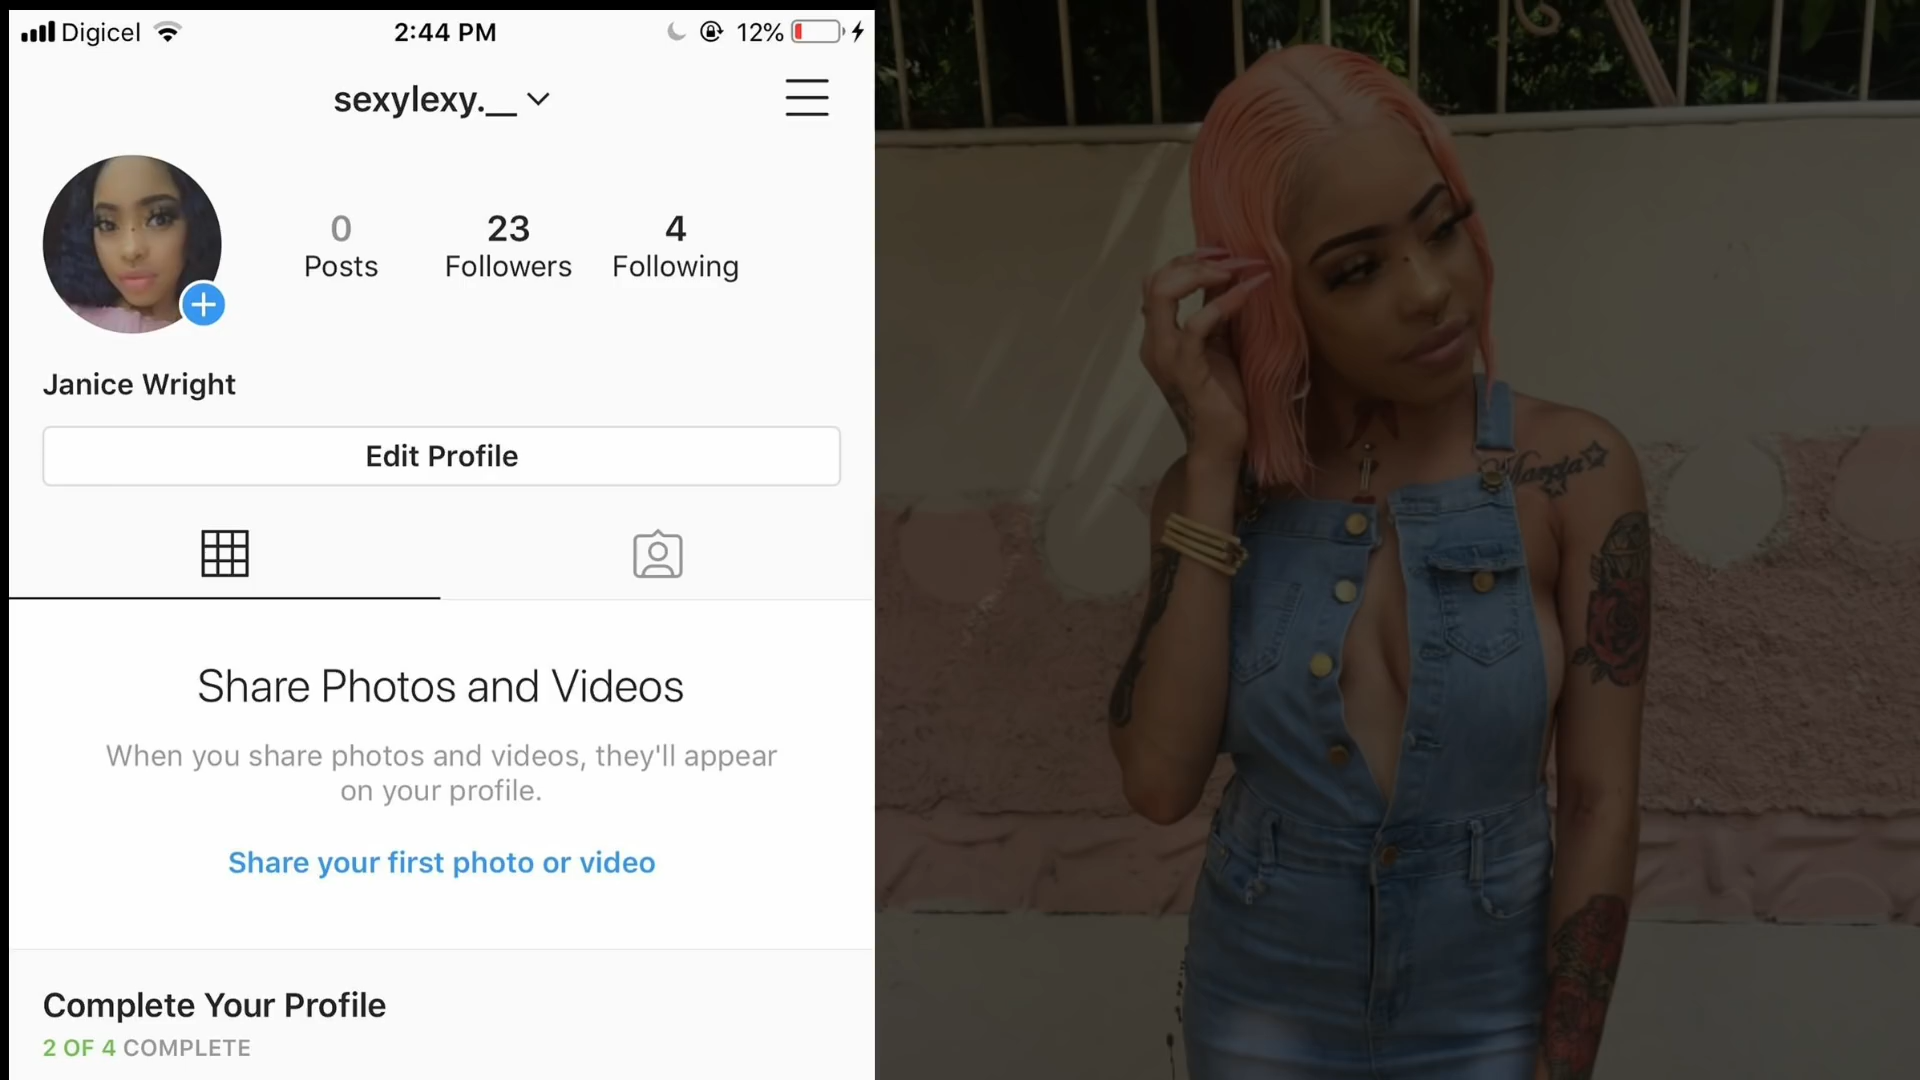 Digicel 2:44 PM 12%
sexylexy.__
0 23 4
Posts Followers Following
Janice Wright
Edit Profile
Share Photos and Videos
When you share photos and videos, they'll appear
on your profile.
Share your first photo or video
Complete Your Profile
2 OF 4 COMPLETE